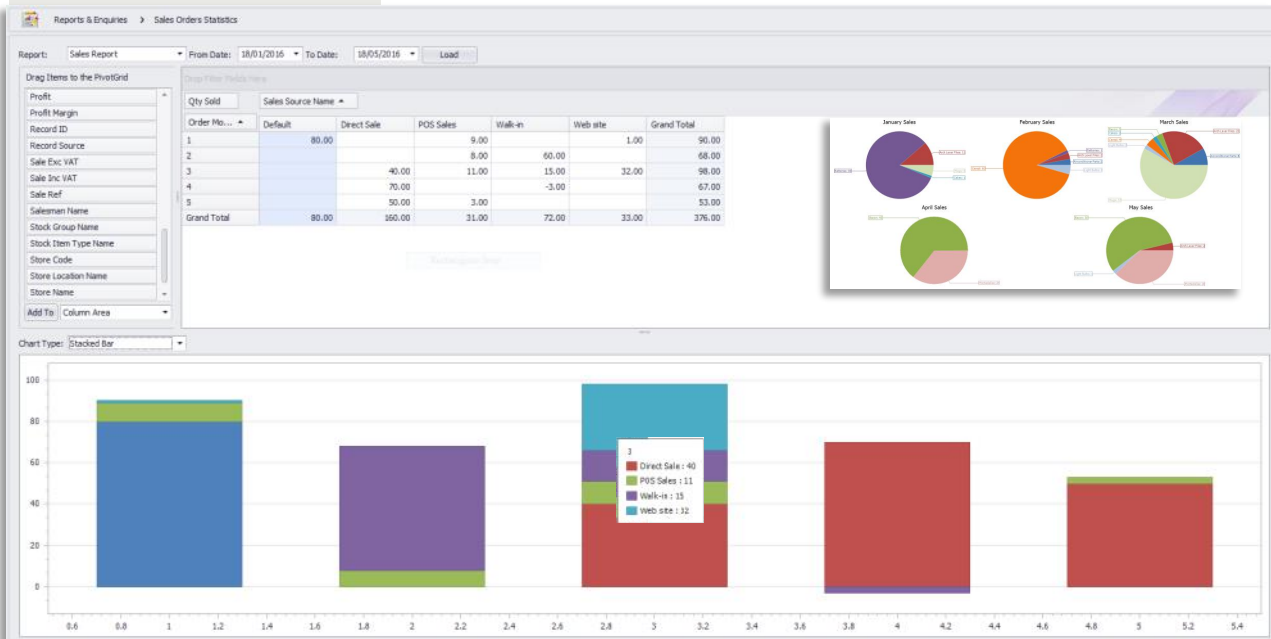 Reports & Enquiries > Sales Orders Statistics
Report: Sales Report From Date: 18/01/2016 To Date: 18/05/2016 Load
Drag Items to the PivotGrid
Profit
Profit Margin
Record ID
Record Source
Sale Exc VAT
Sale Inc VAT
Sale Ref
Salesman Name
Stock Group Name
Stock Item Type Name
Store Code
Store Location Name
Store Name
Add To Column Area
Drop Filter Fields Here
Qty Sold Sales Source Name
Order Mo... Default Direct Sale POS Sales Walk-in Web site Grand Total
1 80.00 9.00 1.00 90.00
2 8.00 60.00 68.00
3 40.00 11.00 15.00 32.00 98.00
4 70.00 -3.00 67.00
5 50.00 3.00 53.00
Grand Total 80.00 160.00 31.00 72.00 33.00 376.00
January Sales February Sales March Sales
April Sales May Sales
Chart Type: Stacked Bar
100
80
60
40
20
0
3
Direct Sale : 40
POS Sales : 11
Walk-in : 15
Web site : 32
0.6 0.8 1 1.2 1.4 1.6 1.8 2 2.2 2.4 2.6 2.8 3 3.2 3.4 3.6 3.8 4 4.2 4.4 4.6 4.8 5 5.2 5.4